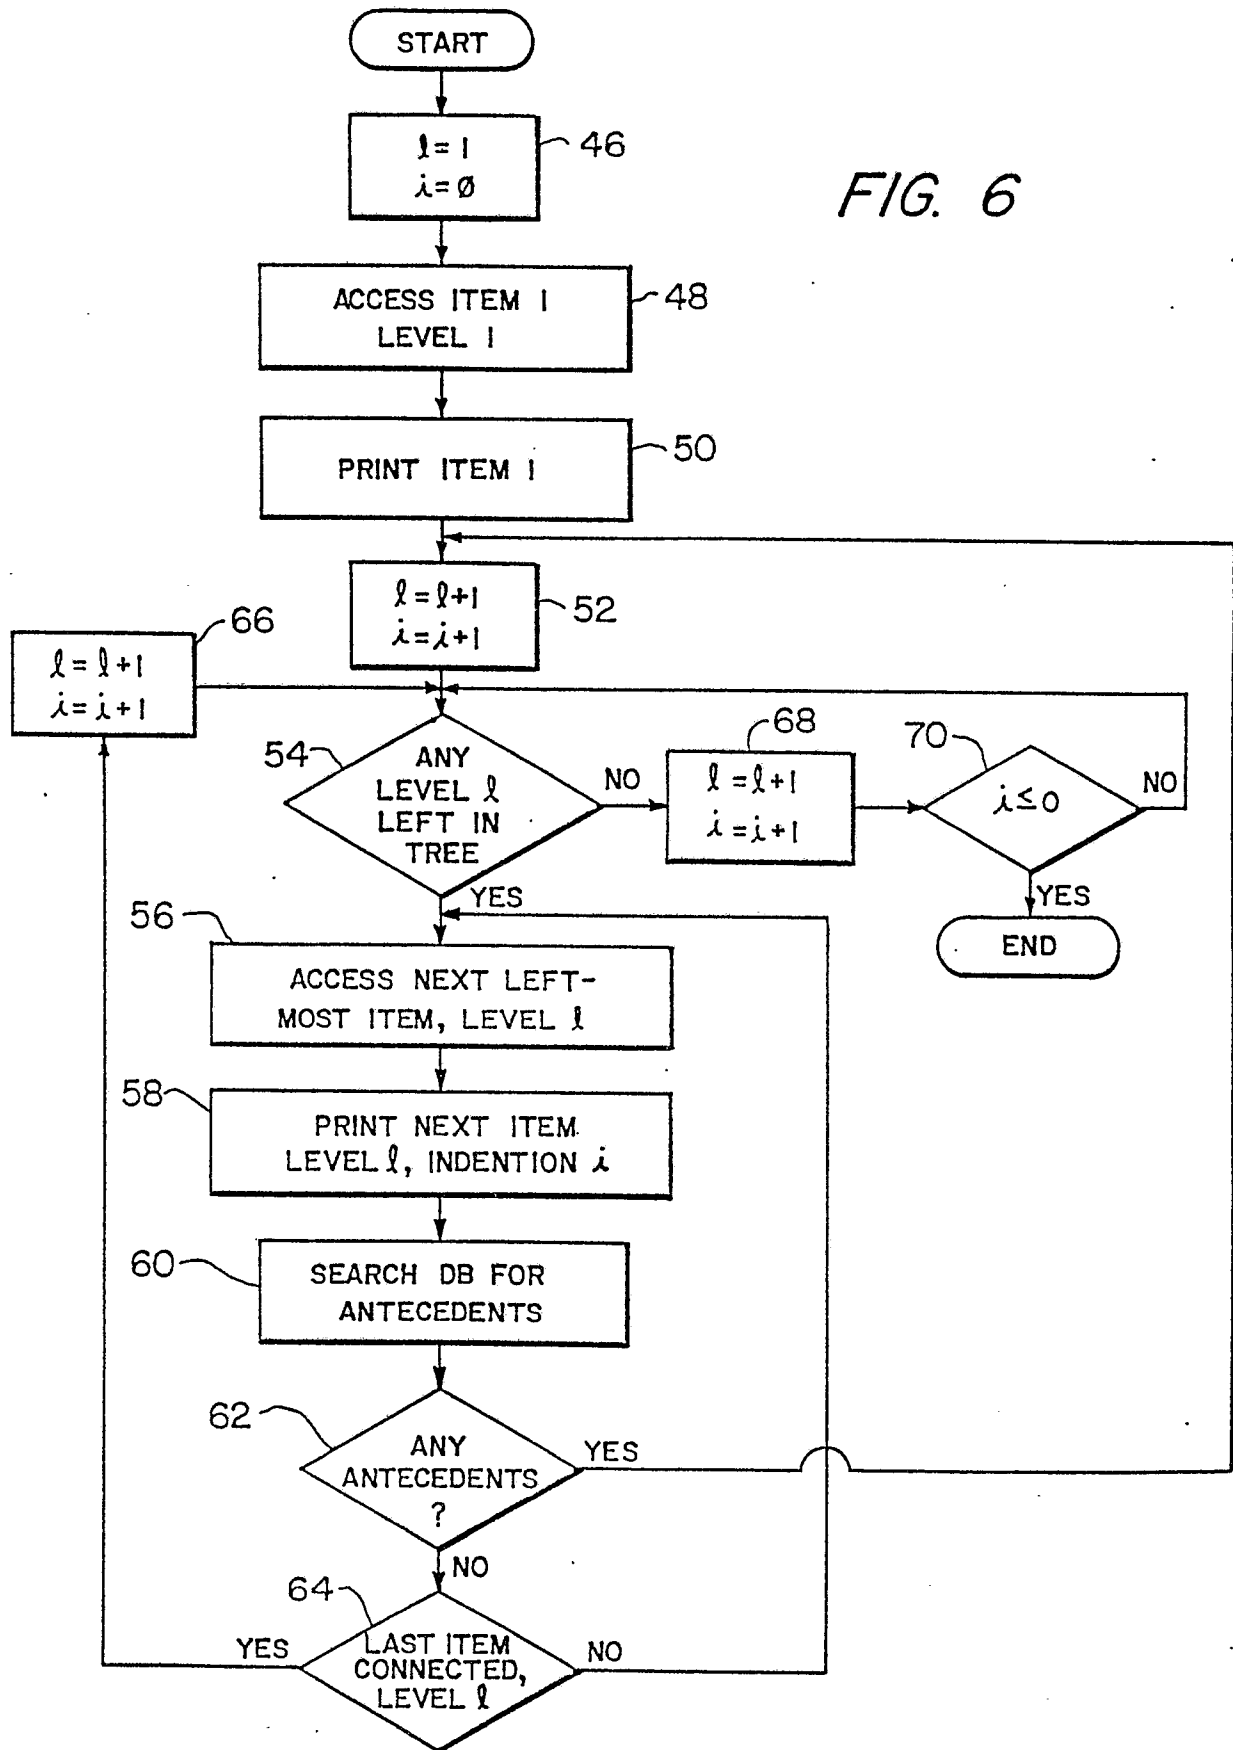 START
ℓ = 1
i = Ø
46
FIG. 6
ACCESS ITEM 1
LEVEL 1
48
PRINT ITEM 1
50
ℓ = ℓ+1
i = i+1
52
66
ℓ = ℓ+1
i = i+1
54
ANY
LEVEL ℓ
LEFT IN
TREE
NO
68
ℓ = ℓ+1
i = i+1
70
i ≤ 0
NO
YES
YES
END
56
ACCESS NEXT LEFT-
MOST ITEM, LEVEL ℓ
58
PRINT NEXT ITEM
LEVEL ℓ, INDENTION i
60
SEARCH DB FOR
ANTECEDENTS
62
ANY
ANTECEDENTS
?
YES
NO
64
YES
LAST ITEM
CONNECTED,
LEVEL ℓ
NO